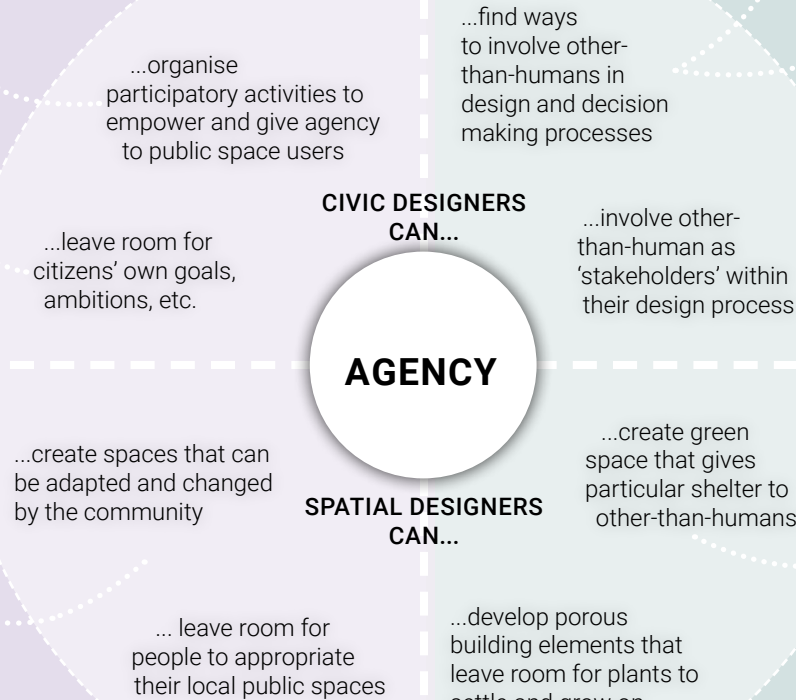 ...find ways
to involve other-
than-humans in
design and decision
making processes
...organise
participatory activities to
empower and give agency
to public space users
CIVIC DESIGNERS
CAN...
...leave room for
citizens’ own goals,
ambitions, etc.
...involve other-
than-human as
‘stakeholders’ within
their design process
AGENCY
...create spaces that can
be adapted and changed
by the community
...create green
space that gives
particular shelter to
other-than-humans
SPATIAL DESIGNERS
CAN...
... leave room for
people to appropriate
their local public spaces
...develop porous
building elements that
leave room for plants to
settle and grow on